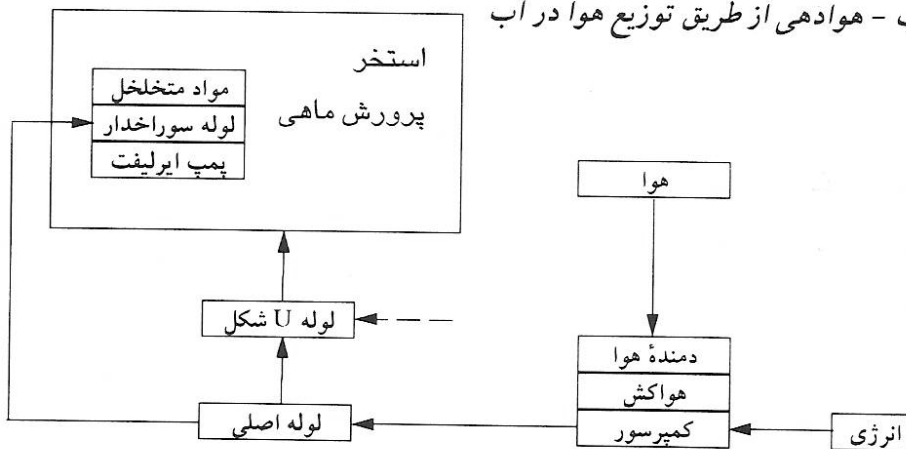 - هوادهی از طریق توزیع هوا در آب
استخر
پرورش ماهی
مواد متخلخل
لوله سوراخدار
پمپ ایرلیفت
هوا
لوله U شکل
دمندهٔ هوا
هواکش
کمپرسور
لوله اصلی
انرژی